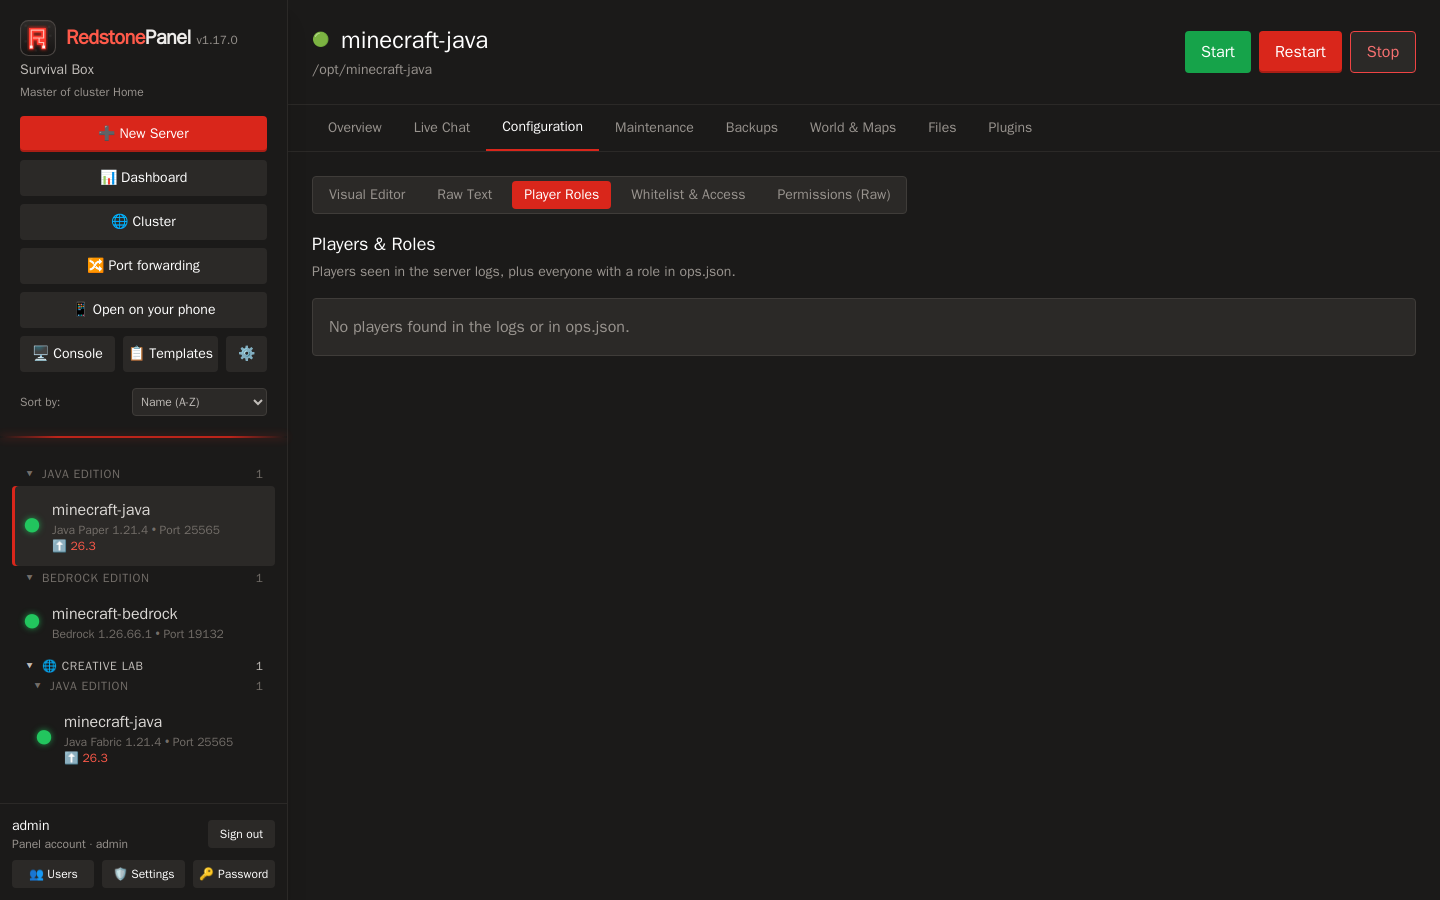 RedstonePanel v1.17.0
Survival Box
Master of cluster Home
➕ New Server
📊 Dashboard
🌐 Cluster
🔀 Port forwarding
📱 Open on your phone
🖥️ Console
📋 Templates
⚙️
Sort by:
Name (A-Z)
▼ JAVA EDITION 1
minecraft-java
Java Paper 1.21.4 • Port 25565
⬆️ 26.3
▼ BEDROCK EDITION 1
minecraft-bedrock
Bedrock 1.26.66.1 • Port 19132
▼ 🌐 CREATIVE LAB 1
▼ JAVA EDITION 1
minecraft-java
Java Fabric 1.21.4 • Port 25565
⬆️ 26.3
admin
Panel account · admin
Sign out
👥 Users
🛡️ Settings
🔑 Password
minecraft-java
/opt/minecraft-java
Start
Restart
Stop
Overview
Live Chat
Configuration
Maintenance
Backups
World & Maps
Files
Plugins
Visual Editor
Raw Text
Player Roles
Whitelist & Access
Permissions (Raw)
Players & Roles
Players seen in the server logs, plus everyone with a role in ops.json.
No players found in the logs or in ops.json.